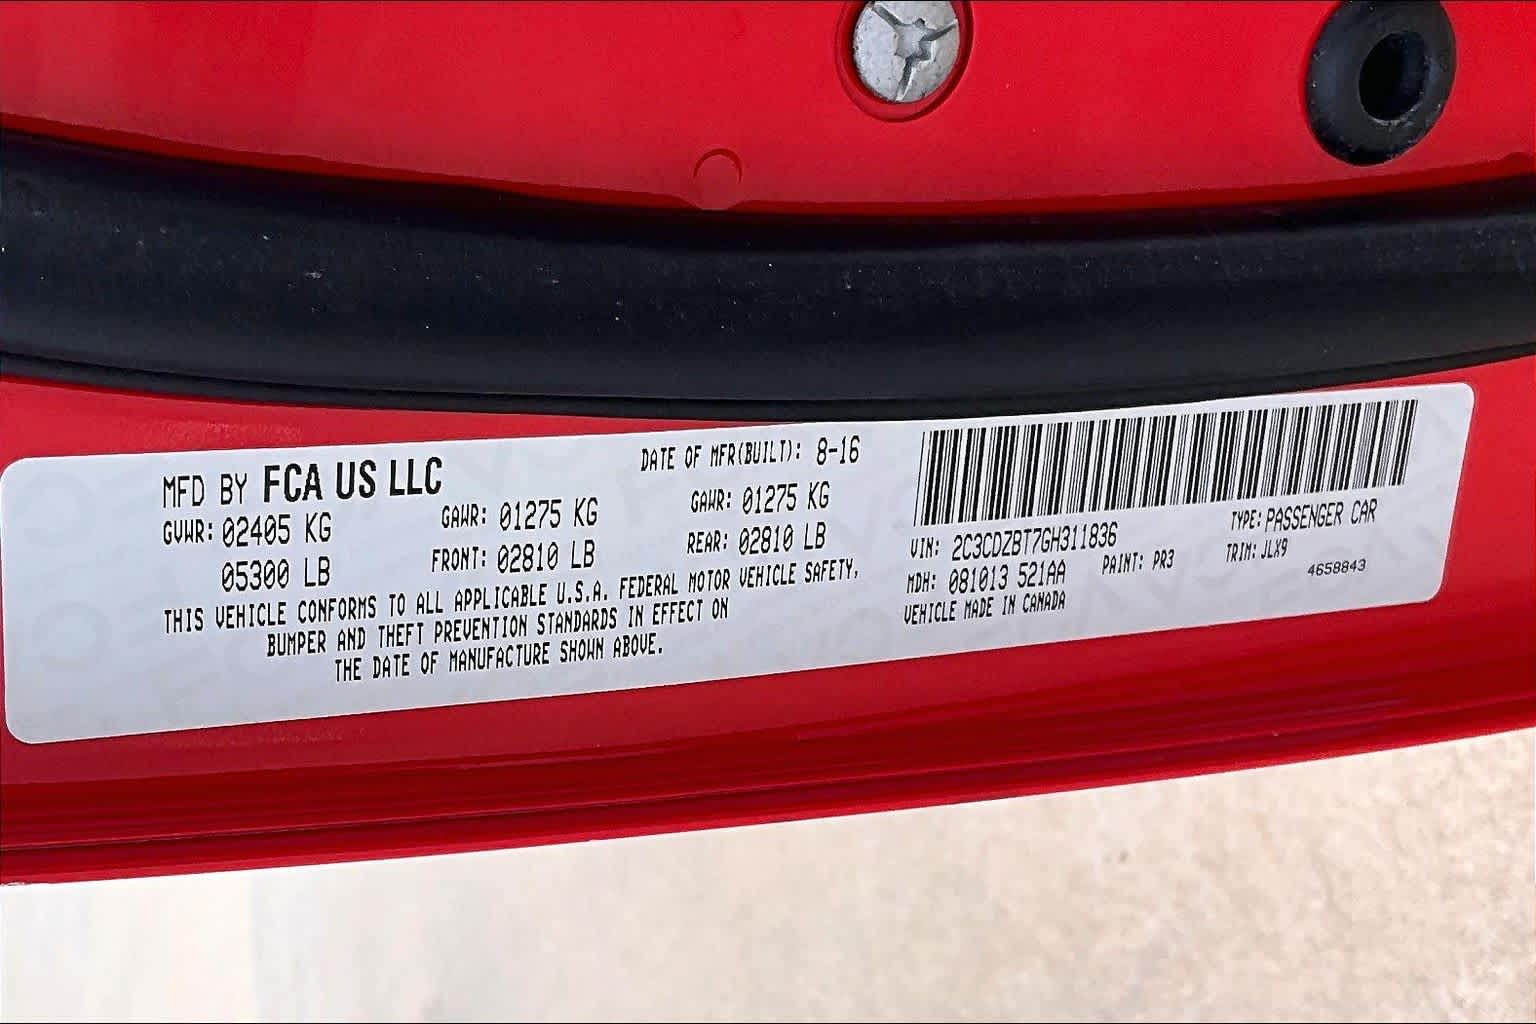 MFD BY FCA US LLC
DATE OF MFR(BUILT): 8-16
GVWR: 02405 KG
05300 LB
GAWR: 01275 KG
FRONT: 02810 LB
GAWR: 01275 KG
REAR: 02810 LB
THIS VEHICLE CONFORMS TO ALL APPLICABLE U.S.A. FEDERAL MOTOR VEHICLE SAFETY,
BUMPER AND THEFT PREVENTION STANDARDS IN EFFECT ON
THE DATE OF MANUFACTURE SHOWN ABOVE.
VIN: 2C3CDZBT7GH311836
TYPE: PASSENGER CAR
MDH: 081013 521AA
PAINT: PR3
TRIM: JLX9
VEHICLE MADE IN CANADA
4658843